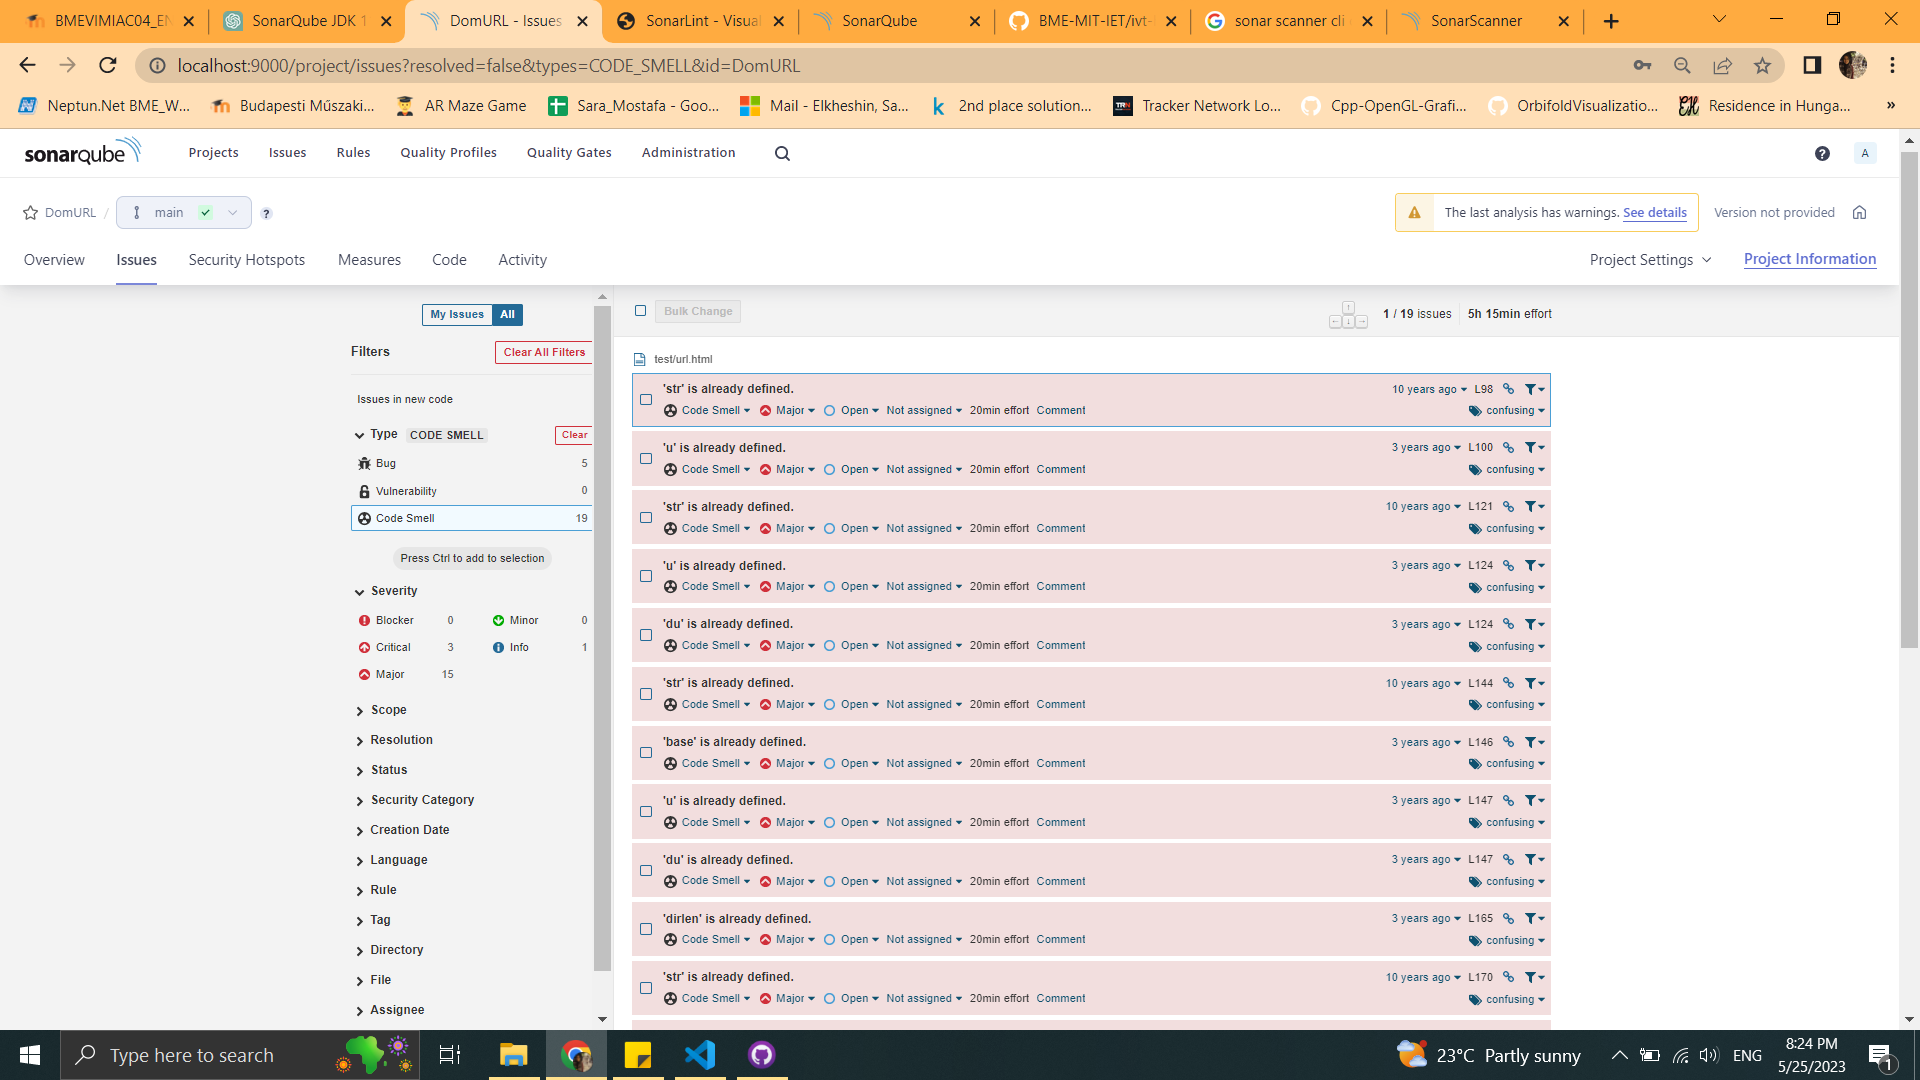 BMEVIMIAC04_EN
SonarQube JDK 1
DomURL - Issues
SonarLint - Visual
SonarQube
BME-MIT-IET/ivt-
sonar scanner cli
SonarScanner
localhost:9000/project/issues?resolved=false&types=CODE_SMELL&id=DomURL
Neptun.Net BME_W...
Budapesti Műszaki...
AR Maze Game
Sara_Mostafa - Goo...
Mail - Elkheshin, Sa...
2nd place solution...
Tracker Network Lo...
Cpp-OpenGL-Grafi...
OrbifoldVisualizatio...
Residence in Hunga...
»
sonarqube
Projects
Issues
Rules
Quality Profiles
Quality Gates
Administration
A
DomURL / main
The last analysis has warnings. See details
Version not provided
Overview
Issues
Security Hotspots
Measures
Code
Activity
Project Settings
Project Information
My Issues All
Filters
Clear All Filters
Issues in new code
Type CODE SMELL
Clear
Bug 5
Vulnerability 0
Code Smell 19
Press Ctrl to add to selection
Severity
Blocker 0 Minor 0
Critical 3 Info 1
Major 15
Scope
Resolution
Status
Security Category
Creation Date
Language
Rule
Tag
Directory
File
Assignee
Bulk Change
1 / 19 issues 5h 15min effort
test/url.html
'str' is already defined. 10 years ago L98
Code Smell Major Open Not assigned 20min effort Comment confusing
'u' is already defined. 3 years ago L100
Code Smell Major Open Not assigned 20min effort Comment confusing
'str' is already defined. 10 years ago L121
Code Smell Major Open Not assigned 20min effort Comment confusing
'u' is already defined. 3 years ago L124
Code Smell Major Open Not assigned 20min effort Comment confusing
'du' is already defined. 3 years ago L124
Code Smell Major Open Not assigned 20min effort Comment confusing
'str' is already defined. 10 years ago L144
Code Smell Major Open Not assigned 20min effort Comment confusing
'base' is already defined. 3 years ago L146
Code Smell Major Open Not assigned 20min effort Comment confusing
'u' is already defined. 3 years ago L147
Code Smell Major Open Not assigned 20min effort Comment confusing
'du' is already defined. 3 years ago L147
Code Smell Major Open Not assigned 20min effort Comment confusing
'dirlen' is already defined. 3 years ago L165
Code Smell Major Open Not assigned 20min effort Comment confusing
'str' is already defined. 10 years ago L170
Code Smell Major Open Not assigned 20min effort Comment confusing
Type here to search
23°C Partly sunny
ENG
8:24 PM
5/25/2023
1